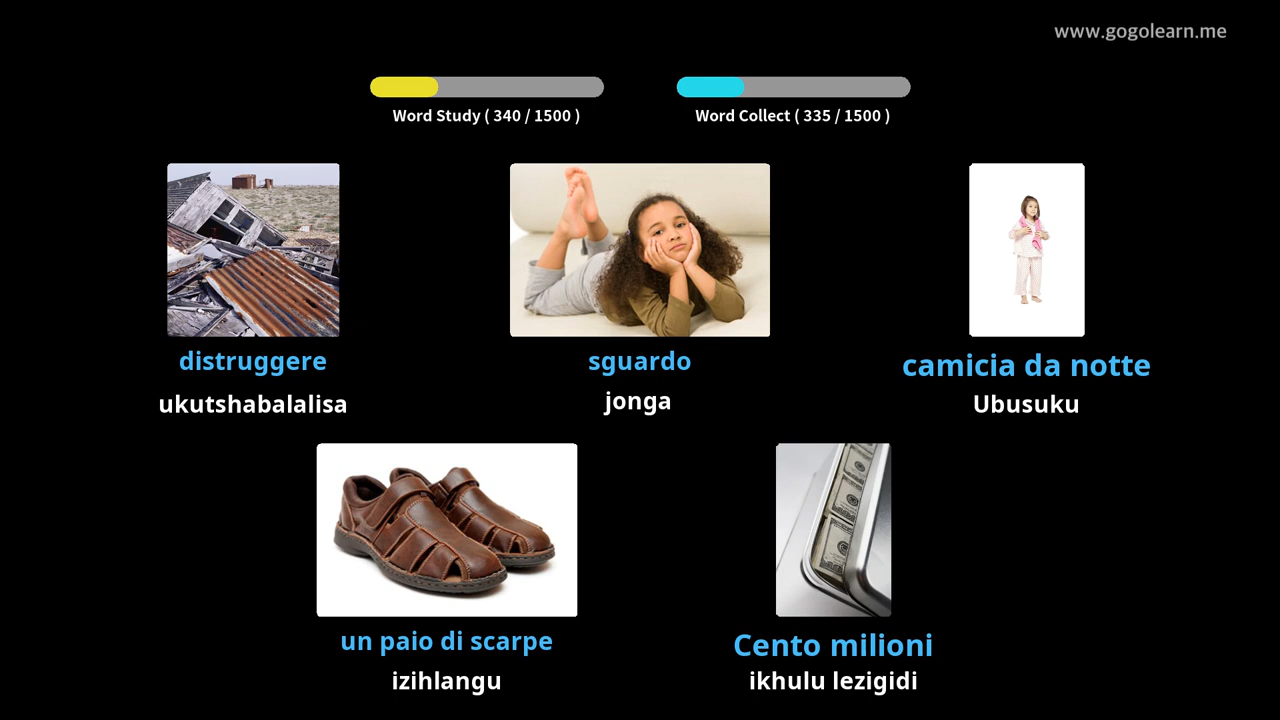 www.gogolearn.me
Word Study ( 340 / 1500 )
Word Collect ( 335 / 1500 )
distruggere
sguardo
camicia da notte
ukutshabalalisa
jonga
Ubusuku
un paio di scarpe
Cento milioni
izihlangu
ikhulu lezigidi